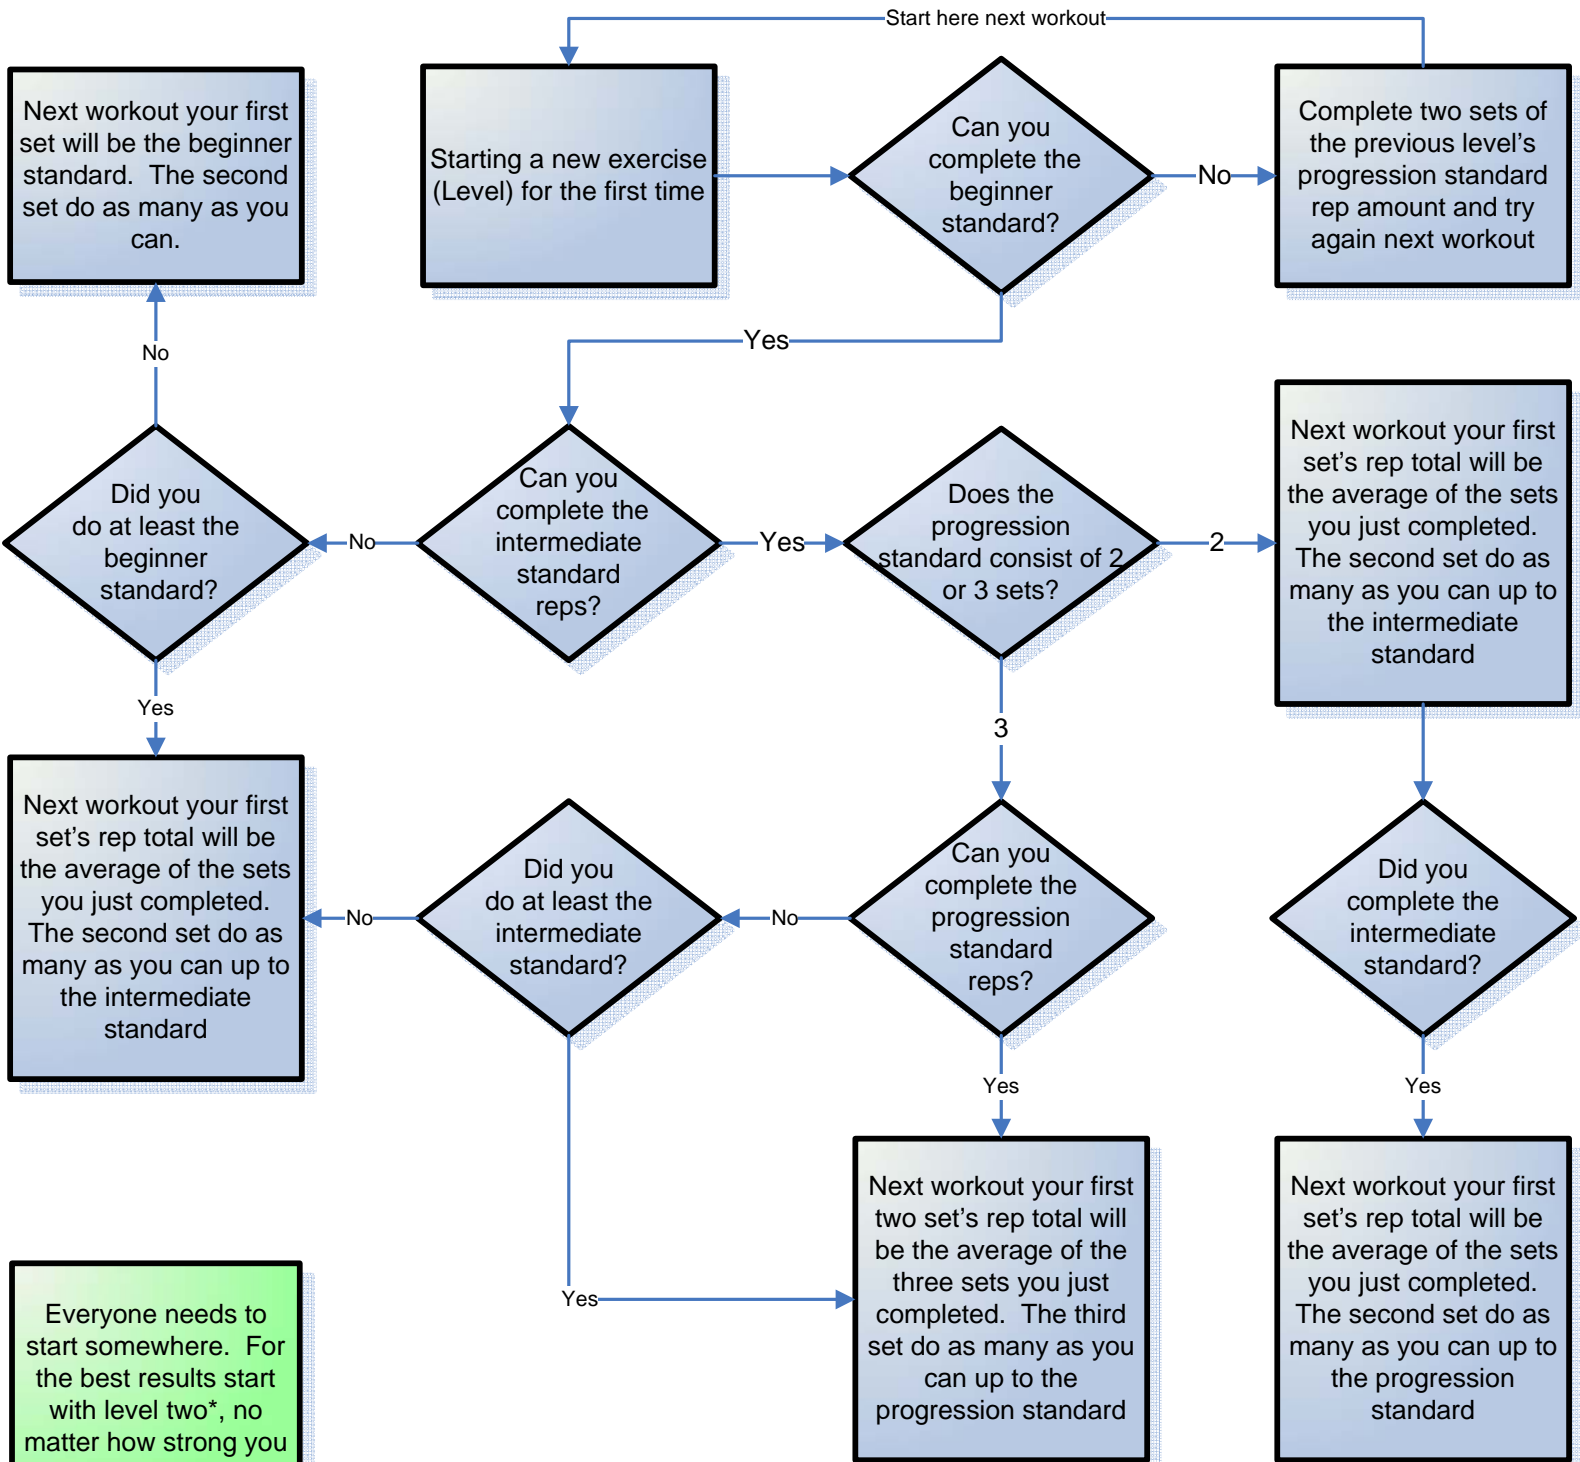 Start here next workout
Next workout your first
set will be the beginner
standard.  The second
set do as many as you
can.
Starting a new exercise
(Level) for the first time
Can you
complete the
beginner
standard?
No
Complete two sets of
the previous level’s
progression standard
rep amount and try
again next workout
Yes
No
Did you
do at least the
beginner
standard?
No
Can you
complete the
intermediate
standard
reps?
Yes
Does the
progression
standard consist of 2
or 3 sets?
2
Next workout your first
set’s rep total will be
the average of the sets
you just completed.
The second set do as
many as you can up to
the intermediate
standard
Yes
3
Next workout your first
set’s rep total will be
the average of the sets
you just completed.
The second set do as
many as you can up to
the intermediate
standard
No
Did you
do at least the
intermediate
standard?
No
Can you
complete the
progression
standard
reps?
Did you
complete the
intermediate
standard?
Yes
Yes
Yes
Next workout your first
two set’s rep total will
be the average of the
three sets you just
completed.  The third
set do as many as you
can up to the
progression standard
Next workout your first
set’s rep total will be
the average of the sets
you just completed.
The second set do as
many as you can up to
the progression
standard
Everyone needs to
start somewhere.  For
the best results start
with level two*, no
matter how strong you